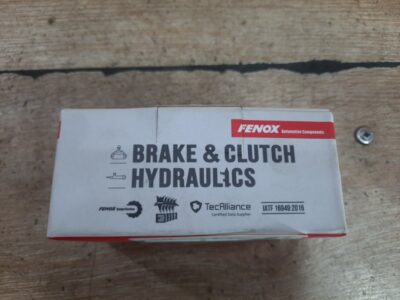 FENOX Automotive Components
BRAKE & CLUTCH
HYDRAULICS
TecAlliance
Certified Data Supplier
IATF 16949:2016